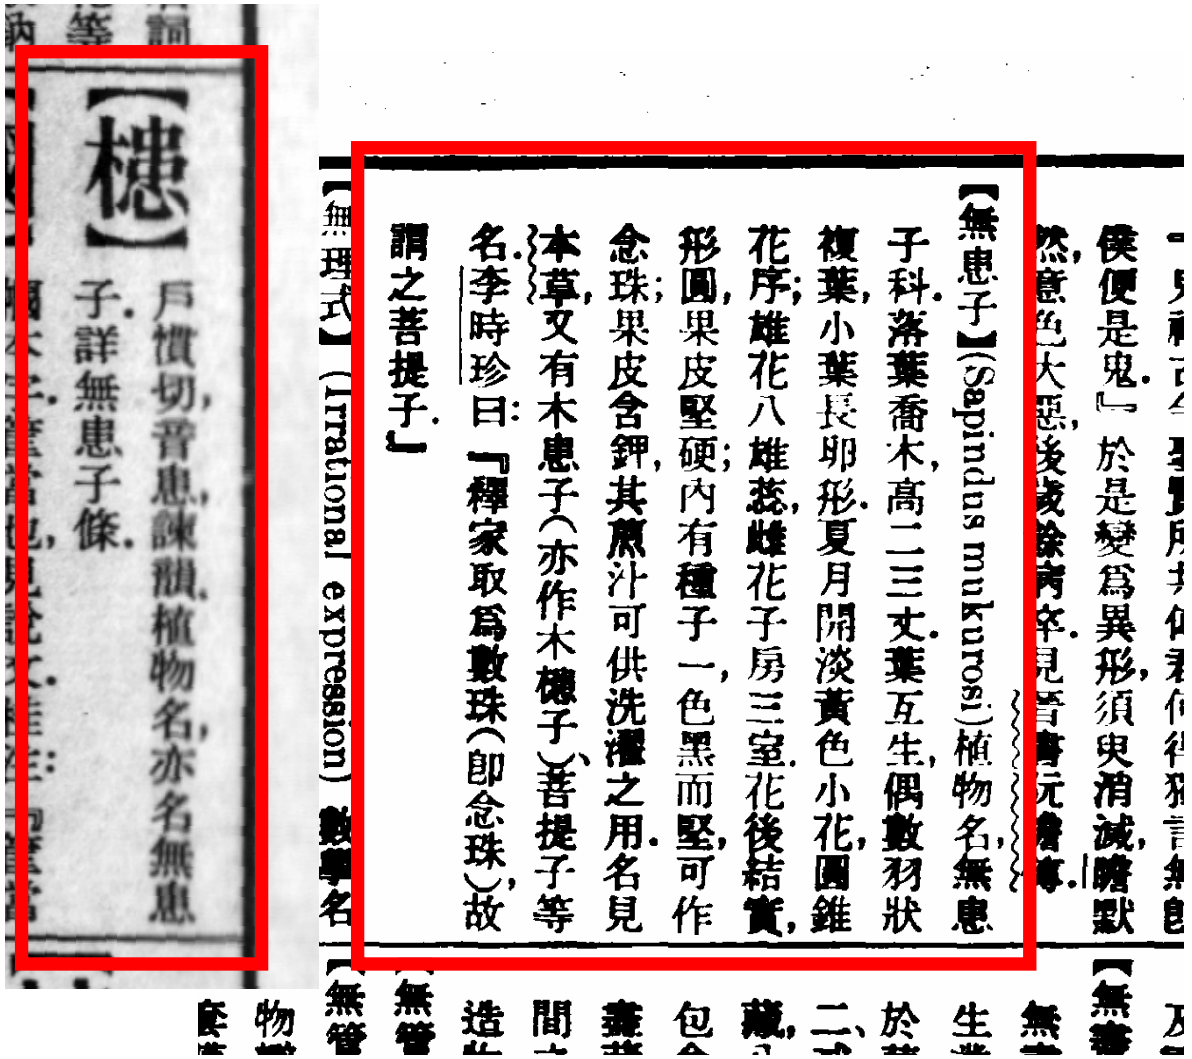 【槵】
戶慣切,音患,諫韻.植物名,亦名無患
子.詳無患子條.
僕便是鬼.』於是變爲異形,須臾消滅.瞻默
然,意色大惡,後歲餘病卒.見晉書阮瞻傳.
【無患子】(Sapindus mukurosi)植物名,無患
子科.落葉喬木,高二三丈.葉互生,偶數羽狀
複葉,小葉長卵形.夏月開淡黃色小花,圓錐
花序;雄花八雄蕊,雌花子房三室.花後結實,
形圓,果皮堅硬;內有種子一,色黑而堅,可作
念珠;果皮含鉀,其煎汁可供洗濯之用.名見
本草.又有木患子(亦作木槵子)、菩提子等
名.李時珍曰:『釋家取爲數珠(卽念珠),故
謂之菩提子.』
【無理式】(Irrational expression)數學名